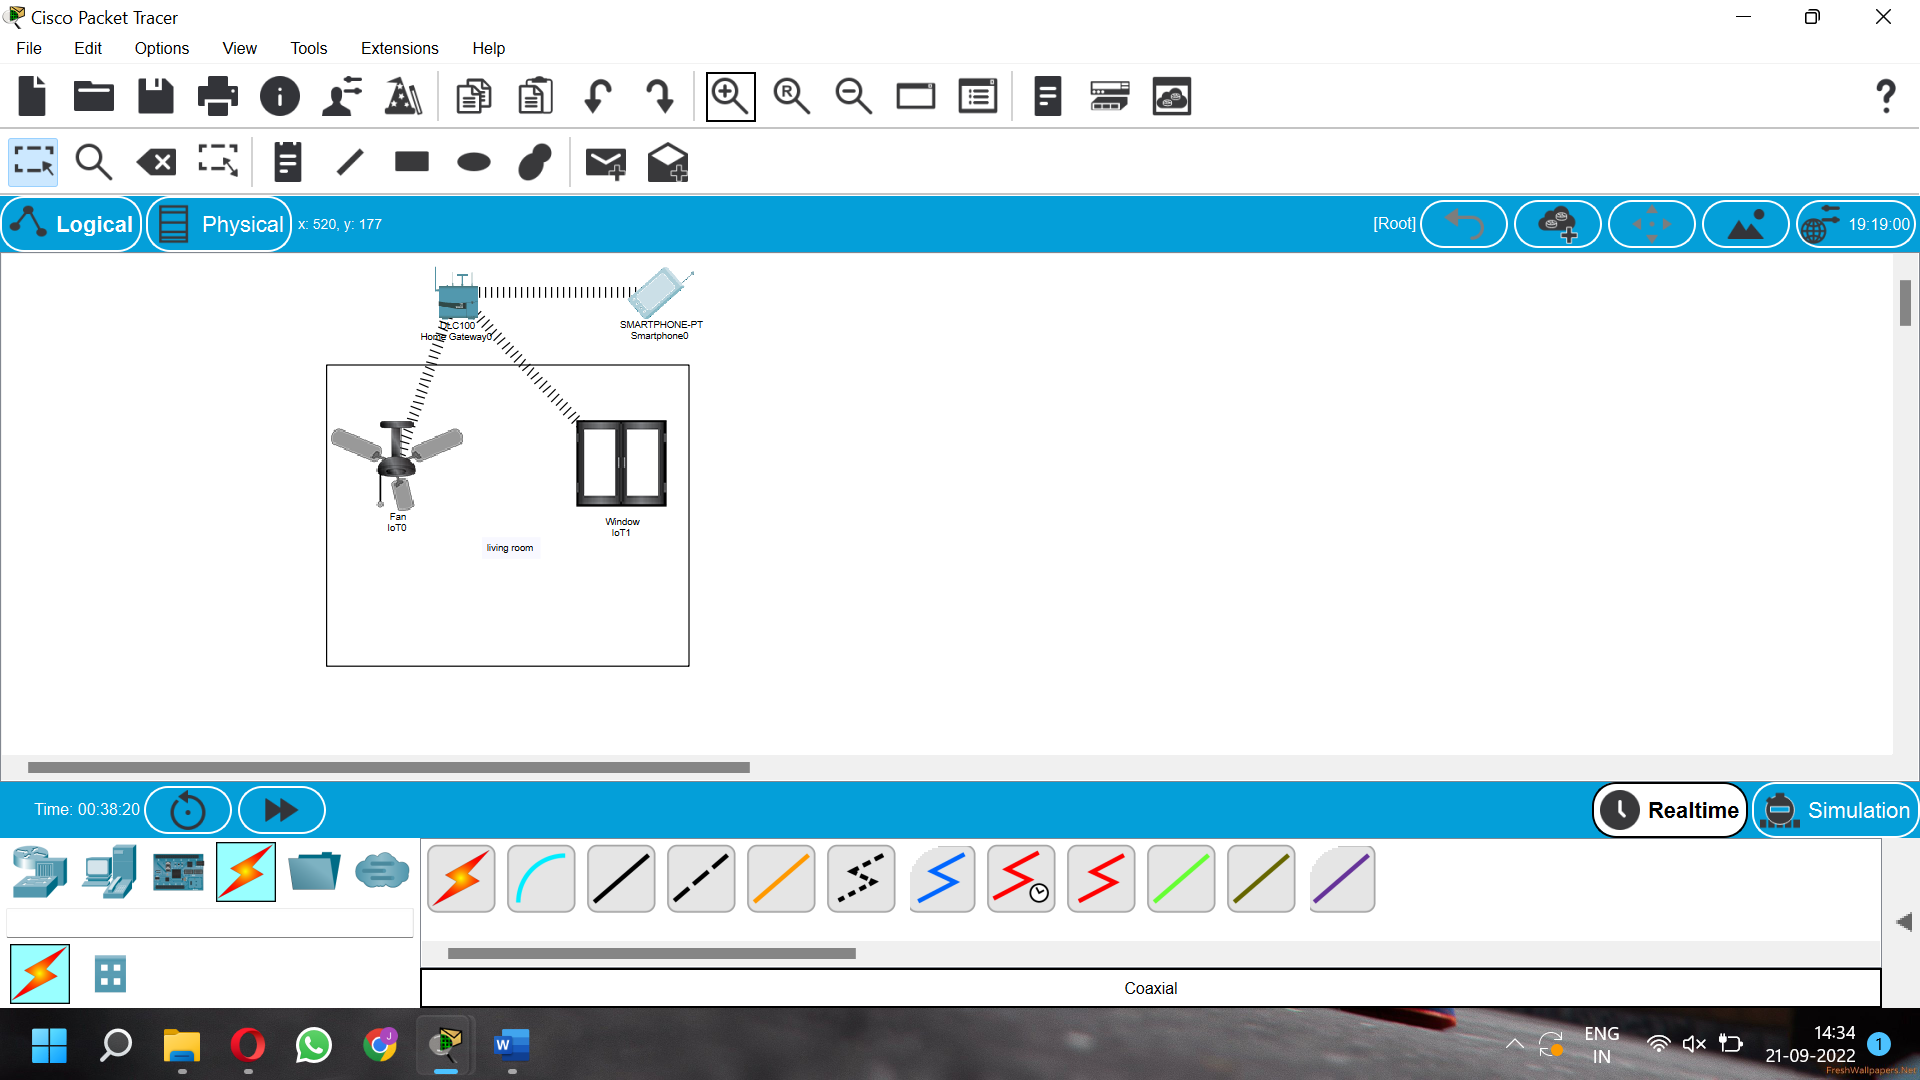 Cisco Packet Tracer
File Edit Options View Tools Extensions Help
R
Logical Physical x: 520, y: 177 [Root] 19:19:00
DLC100
Home Gateway0
SMARTPHONE-PT
Smartphone0
Fan
IoT0
Window
IoT1
living room
Time: 00:38:20 Realtime Simulation
Coaxial
J
W
ENG
IN
14:34
21-09-2022
1
FreshWallpapers.Net